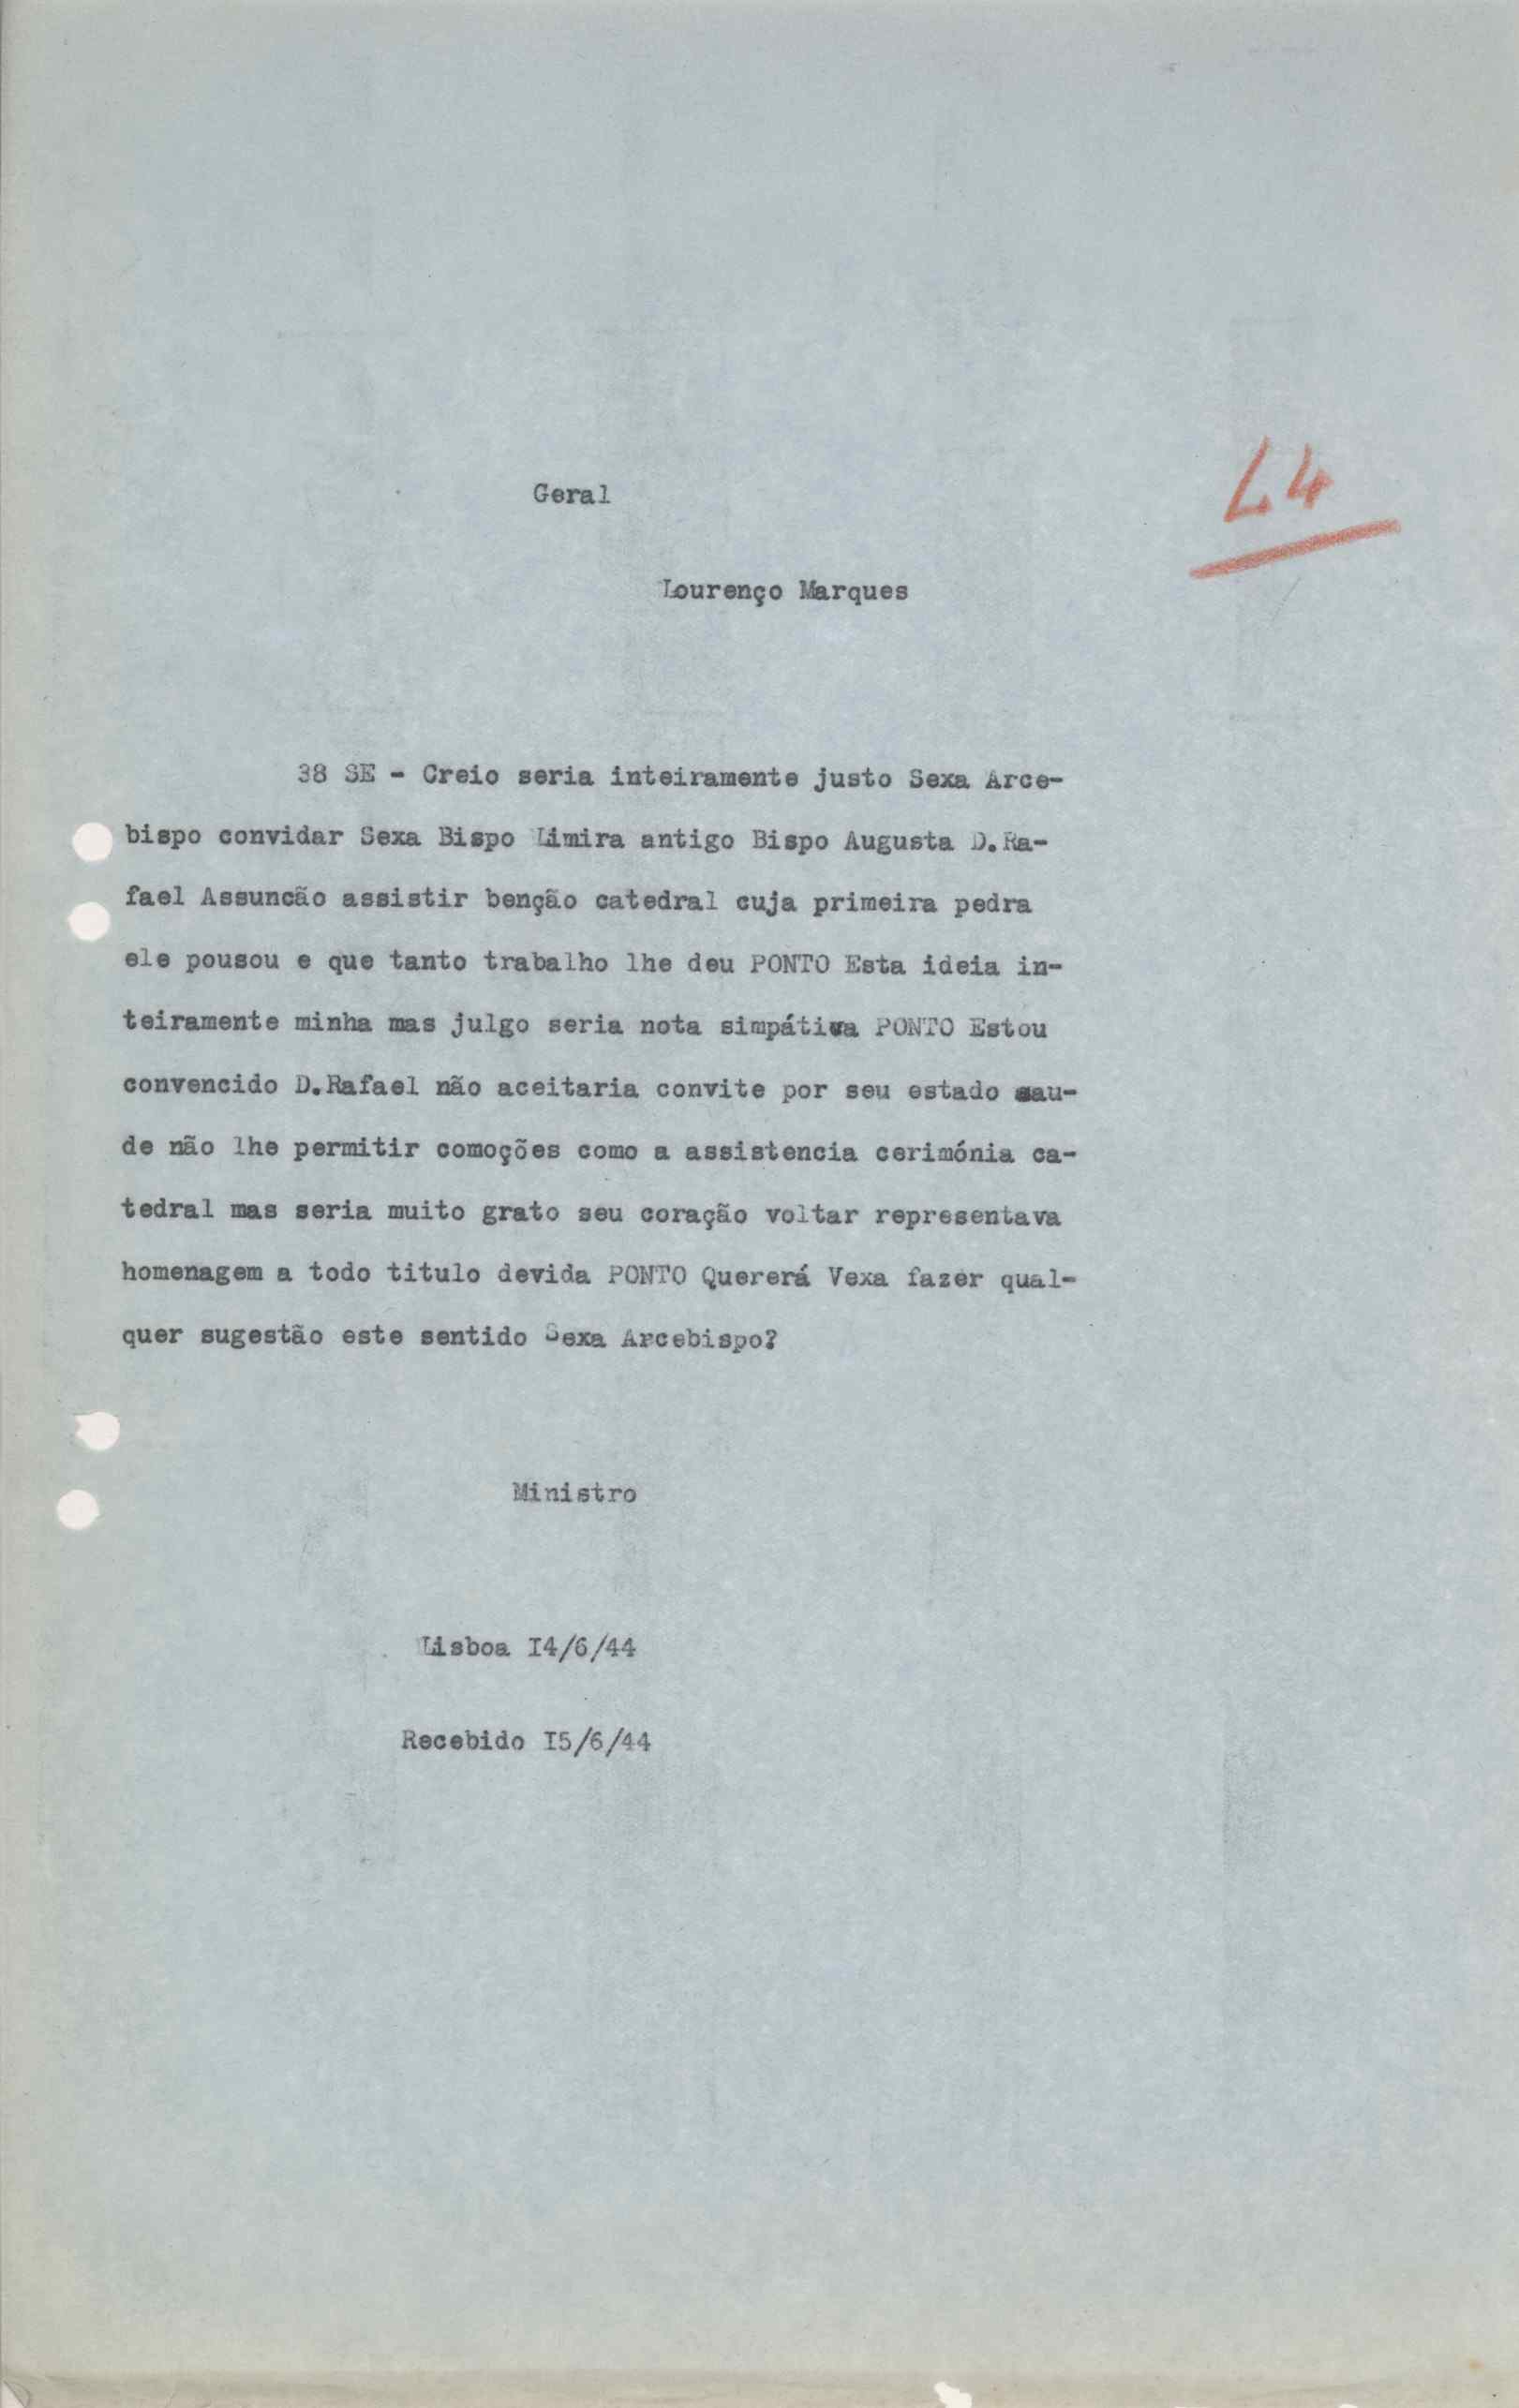 Geral
44
Lourenço Marques
38 SE - Creio seria inteiramente justo Sexa Arce-
bispo convidar Sexa Bispo Limira antigo Bispo Augusta D.Ra-
fael Assuncão assistir benção catedral cuja primeira pedra
ele pousou e que tanto trabalho lhe deu PONTO Esta ideia in-
teiramente minha mas julgo seria nota simpática PONTO Estou
convencido D.Rafael não aceitaria convite por seu estado sau-
de não lhe permitir comoções como a assistencia cerimónia ca-
tedral mas seria muito grato seu coração voltar representava
homenagem a todo titulo devida PONTO Quererá Vexa fazer qual-
quer sugestão este sentido Sexa Arcebispo?
Ministro
Lisboa I4/6/44
Recebido I5/6/44